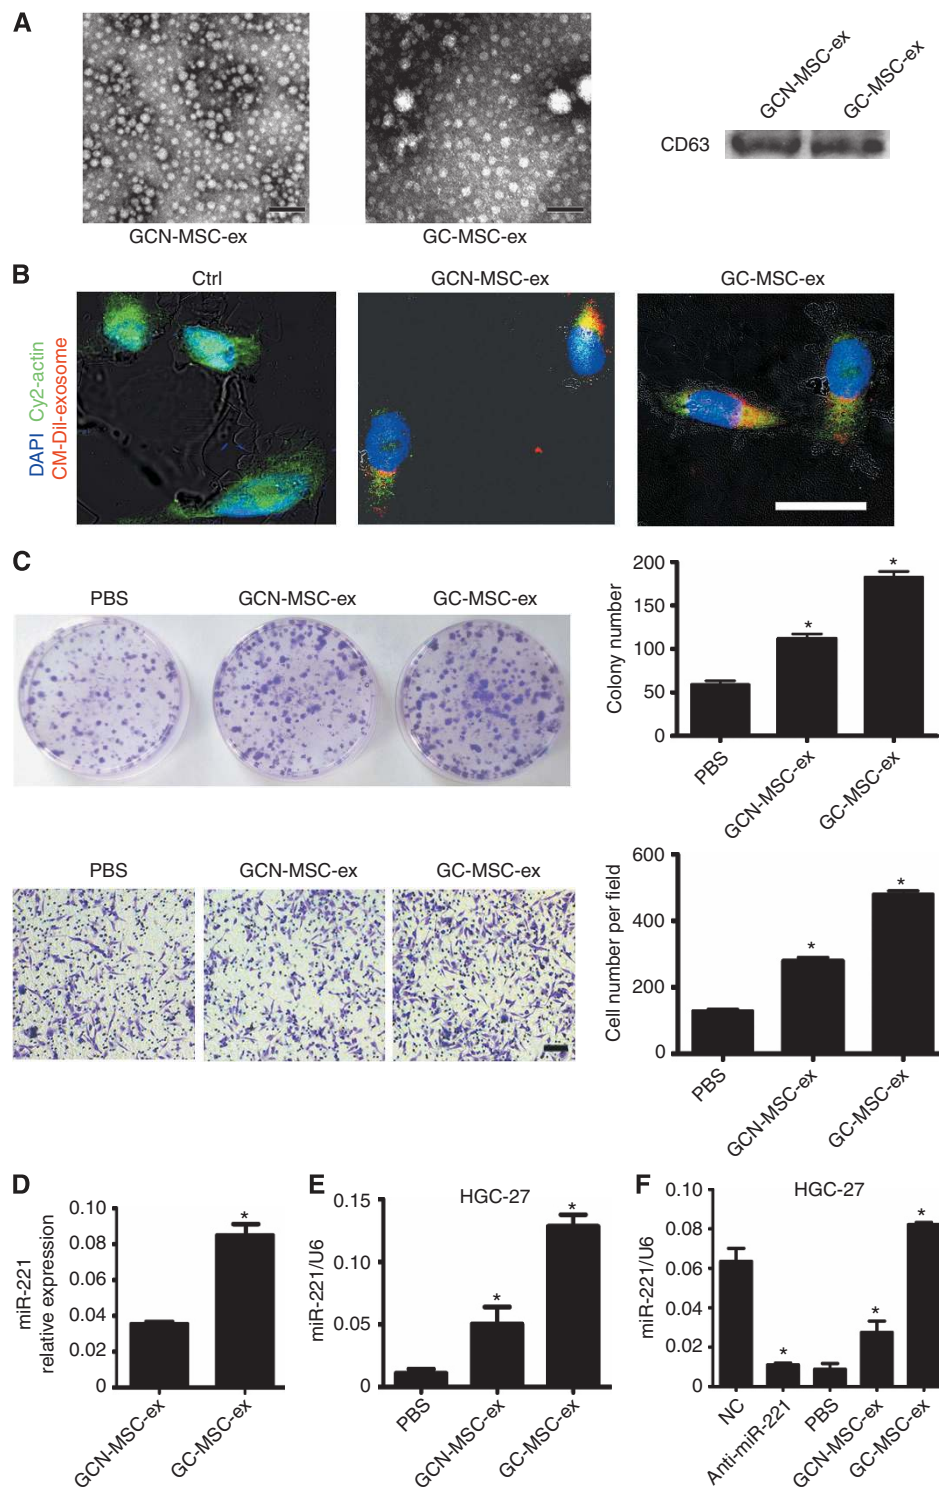 A
GCN-MSC-ex
GC-MSC-ex
GCN-MSC-ex
GC-MSC-ex
CD63
B
Ctrl
GCN-MSC-ex
GC-MSC-ex
DAPI Cy2-actin
CM-Dil-exosome
C
PBS
GCN-MSC-ex
GC-MSC-ex
Colony number
200
150
100
50
0
*
*
PBS
GCN-MSC-ex
GC-MSC-ex
PBS
GCN-MSC-ex
GC-MSC-ex
Cell number per field
600
400
200
0
*
*
PBS
GCN-MSC-ex
GC-MSC-ex
D
miR-221
relative expression
0.10
0.08
0.06
0.04
0.02
0
*
GCN-MSC-ex
GC-MSC-ex
E
HGC-27
miR-221/U6
0.15
0.10
0.05
0
*
*
PBS
GCN-MSC-ex
GC-MSC-ex
F
HGC-27
miR-221/U6
0.10
0.08
0.06
0.04
0.02
0
*
*
*
NC
Anti-miR-221
PBS
GCN-MSC-ex
GC-MSC-ex